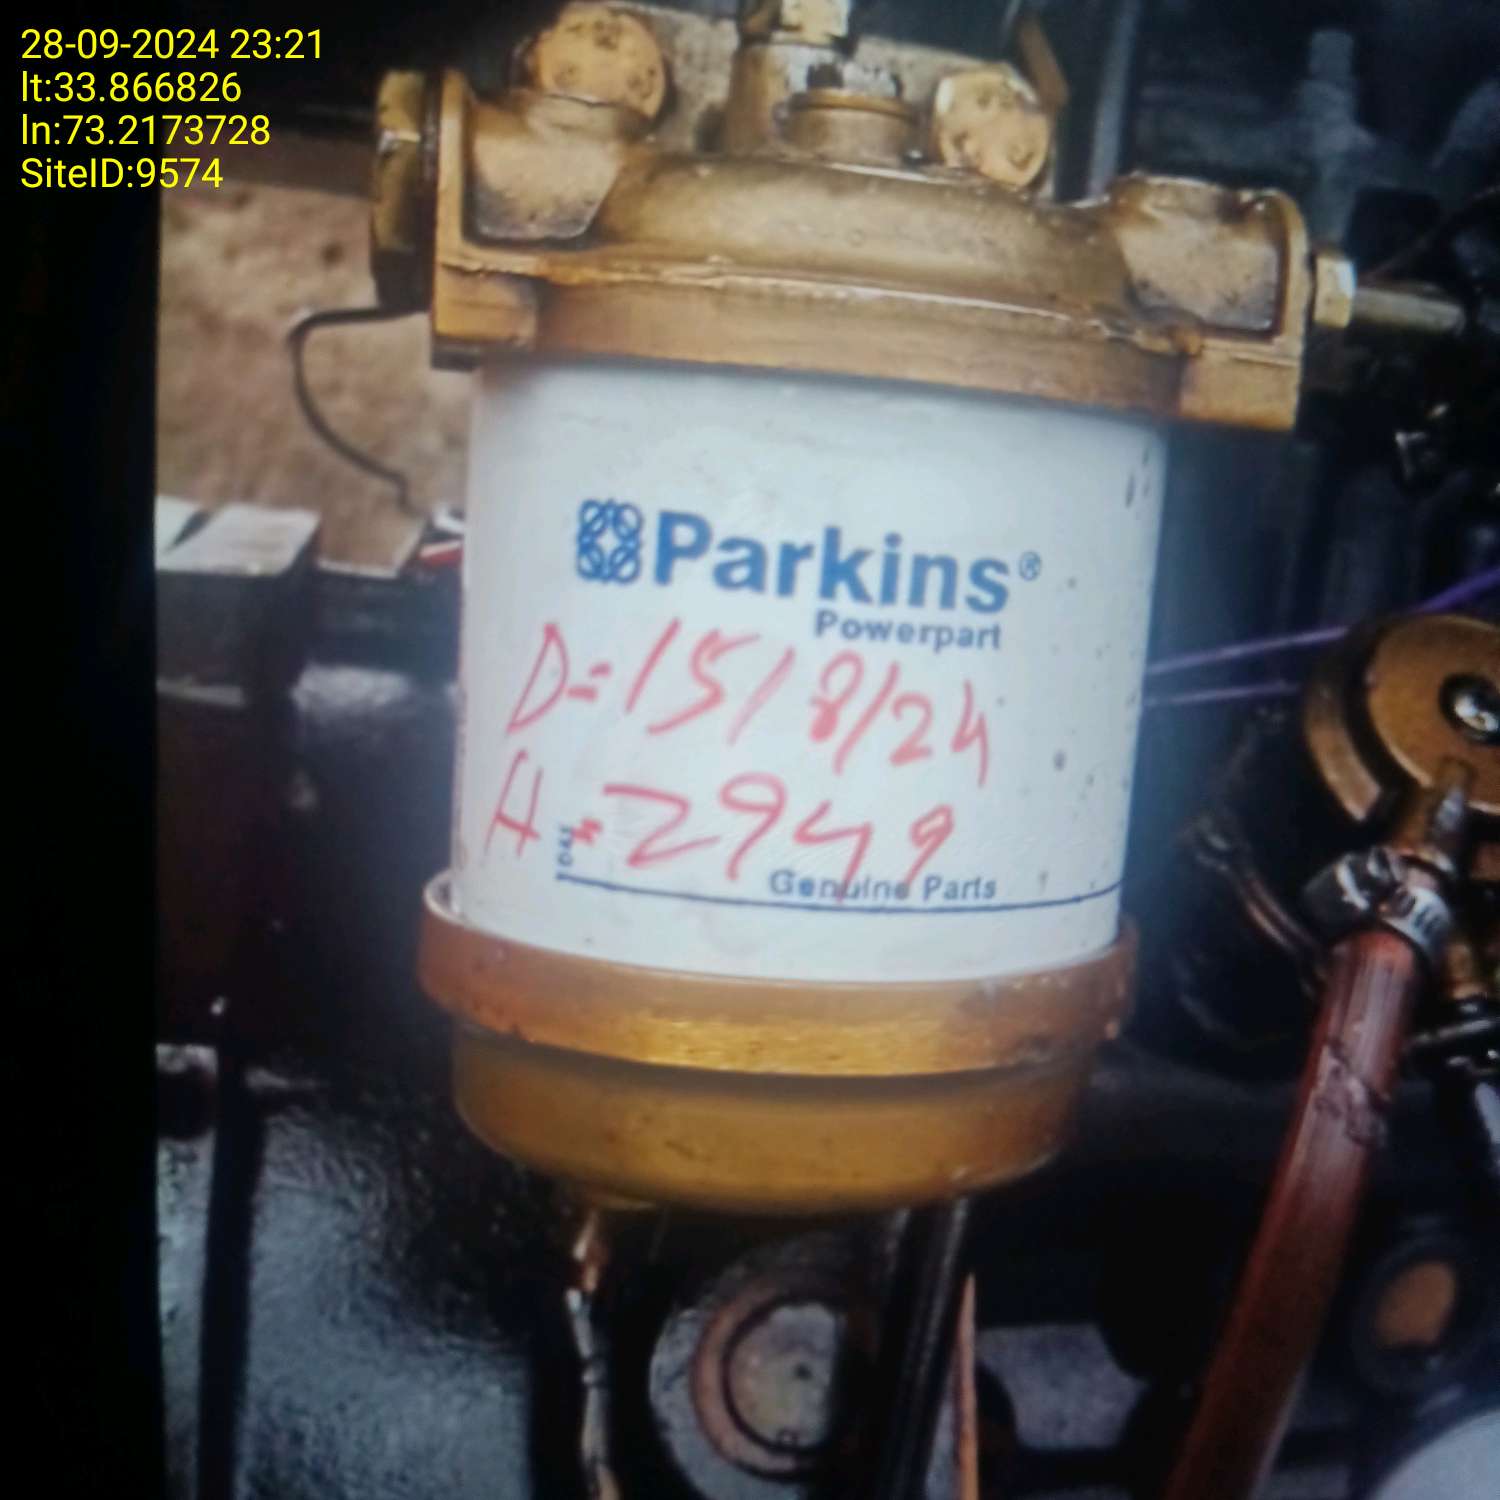 28-09-2024 23:21
lt:33.866826
ln:73.2173728
SiteID:9574
Parkins®
Powerpart
D=15/8/24
H=2949
Genuine Parts